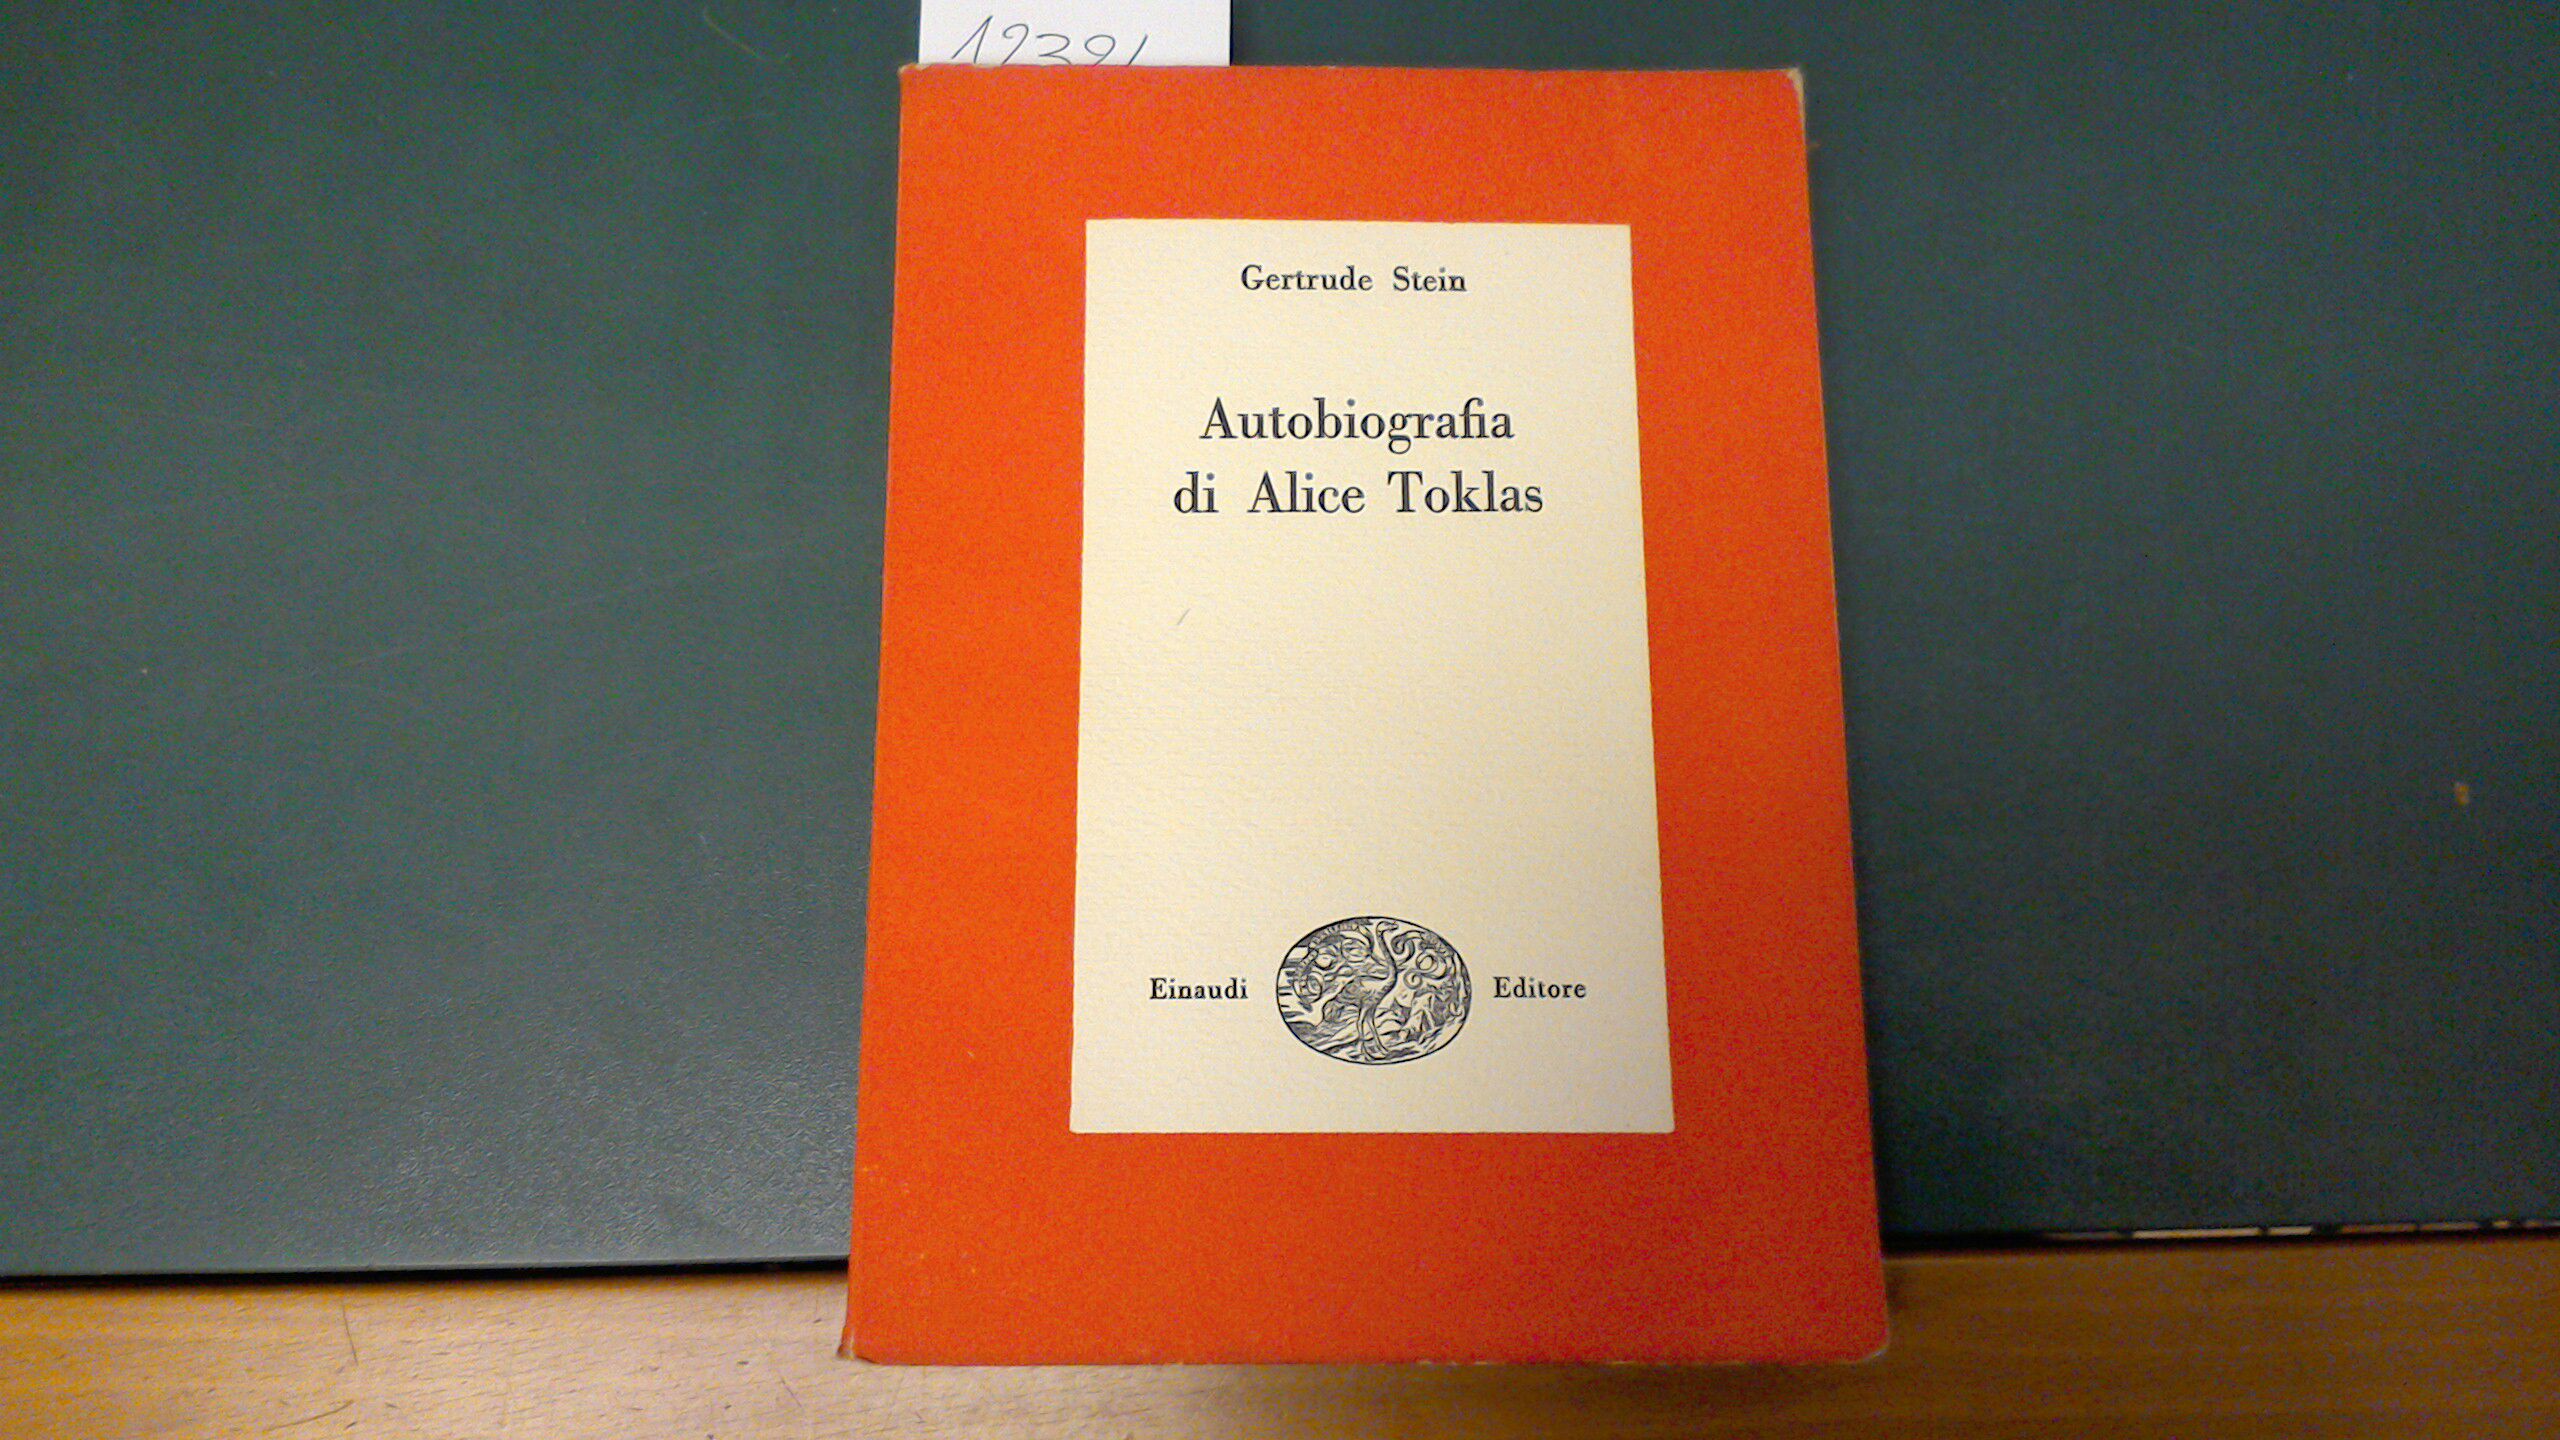 Gertrude Stein
Autobiografia
di Alice Toklas
Einaudi Editore